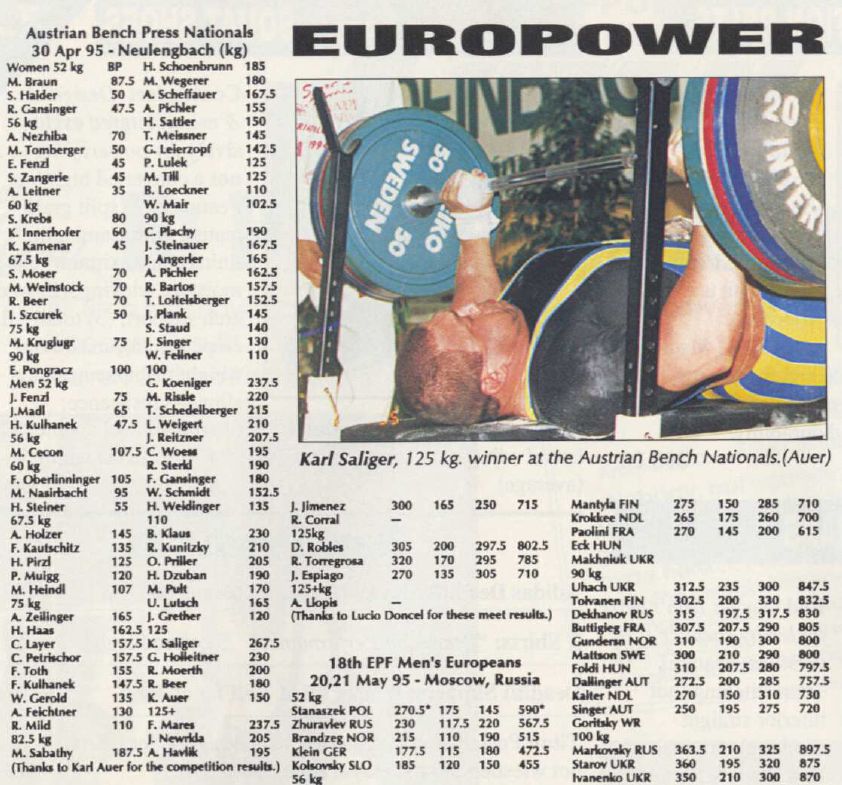 Austrian Bench Press Nationals
30 Apr 95 - Neulengbach (kg)
Women 52 kg BP
M. Braun 87.5
S. Haider 50
R. Gansinger 47.5
56 kg
A. Nezhiba 70
M. Tomberger 50
E. Fenzl 45
S. Zangerie 45
A. Leitner 35
60 kg
S. Krebs 80
K. Innerhofer 60
K. Kamenar 45
67.5 kg
S. Moser 70
M. Weinstock 70
R. Beer 70
I. Szcurek 50
75 kg
M. Kruglugr 75
90 kg
E. Pongracz 100
Men 52 kg
J. Fenzl 75
J.Madl 65
H. Kulhanek 47.5
56 kg
M. Cecon 107.5
60 kg
F. Oberlinninger 105
M. Nasirbacht 95
H. Steiner 55
67.5 kg
A. Holzer 145
F. Kautschitz 135
H. Pirzl 125
P. Muigg 120
M. Heindl 107
75 kg
A. Zeilinger 165
H. Haas 162.5
C. Layer 157.5
C. Petrischor 157.5
F. Toth 155
F. Kulhanek 147.5
W. Gerold 135
A. Feichtner 130
R. Mild 110
82.5 kg
M. Sabathy 187.5
H. Schoenbrunn 185
M. Wegerer 180
A. Scheffauer 167.5
A. Pichler 155
H. Sattler 150
T. Meissner 145
G. Leierzopf 142.5
P. Lulek 125
M. Till 125
B. Loeckner 110
W. Mair 102.5
90 kg
C. Plachy 190
J. Steinauer 167.5
J. Angerler 165
A. Pichler 162.5
R. Bartos 157.5
T. Loitelsberger 152.5
J. Plank 145
S. Staud 140
J. Singer 130
W. Fellner 110
100
G. Koeniger 237.5
M. Rissle 220
T. Schedelberger 215
L. Weigert 210
J. Reitzner 207.5
C. Woess 195
R. Sterkl 190
F. Gansinger 180
W. Schmidt 152.5
H. Weidinger 135
110
B. Klaus 230
R. Kunitzky 210
O. Priller 205
H. Dzuban 190
M. Pult 170
U. Lutsch 165
J. Grether 120
125
K. Saliger 267.5
G. Holleitner 230
R. Moerth 200
R. Beer 180
K. Auer 150
125+
F. Mares 237.5
J. Newrkla 205
A. Havlik 195
(Thanks to Karl Auer for the competition results.)
EUROPOWER
50
SWEDEN
EIKO
50
20
INTER
Karl Saliger, 125 kg. winner at the Austrian Bench Nationals.(Auer)
J. Jimenez 300 165 250 715
R. Corral —
125kg
D. Robles 305 200 297.5 802.5
R. Torregrosa 320 170 295 785
J. Espiago 270 135 305 710
125+kg
A. Llopis —
(Thanks to Lucio Doncel for these meet results.)
18th EPF Men's Europeans
20,21 May 95 - Moscow, Russia
52 kg
Stanaszek POL 270.5* 175 145 590*
Zhuravlev RUS 230 117.5 220 567.5
Brandzeg NOR 215 110 190 515
Klein GER 177.5 115 180 472.5
Kolsovsky SLO 185 120 150 455
56 kg
Mantyla FIN 275 150 285 710
Krokkee NDL 265 175 260 700
Paolini FRA 270 145 200 615
Eck HUN
Makhniuk UKR
90 kg
Uhach UKR 312.5 235 300 847.5
Tolvanen FIN 302.5 200 330 832.5
Dekhanov RUS 315 197.5 317.5 830
Buttigieg FRA 307.5 207.5 290 805
Gundersn NOR 310 190 300 800
Mattson SWE 300 210 290 800
Foldi HUN 310 207.5 280 797.5
Dallinger AUT 272.5 200 285 757.5
Kalter NDL 270 150 310 730
Singer AUT 250 195 275 720
Goritsky WR
100 kg
Markovsky RUS 363.5 210 325 897.5
Starov UKR 360 195 320 875
Ivanenko UKR 350 210 300 870